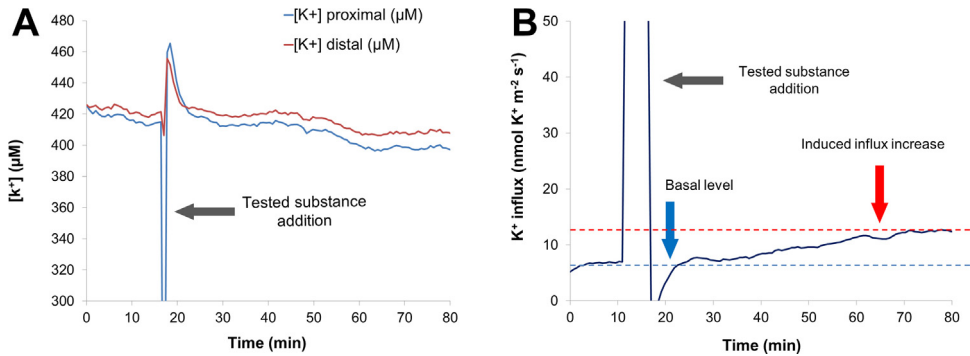 A
[K+] proximal (µM)
[K+] distal (µM)
480
460
440
420
400
380
360
340
320
300
[k⁺] (µM)
Tested substance
addition
0
10
20
30
40
50
60
70
80
Time (min)
B
50
40
30
20
10
0
K⁺ influx (nmol K⁺ m⁻² s⁻¹)
Tested substance
addition
Induced influx
increase
Basal level
0
10
20
30
40
50
60
70
80
Time (min)